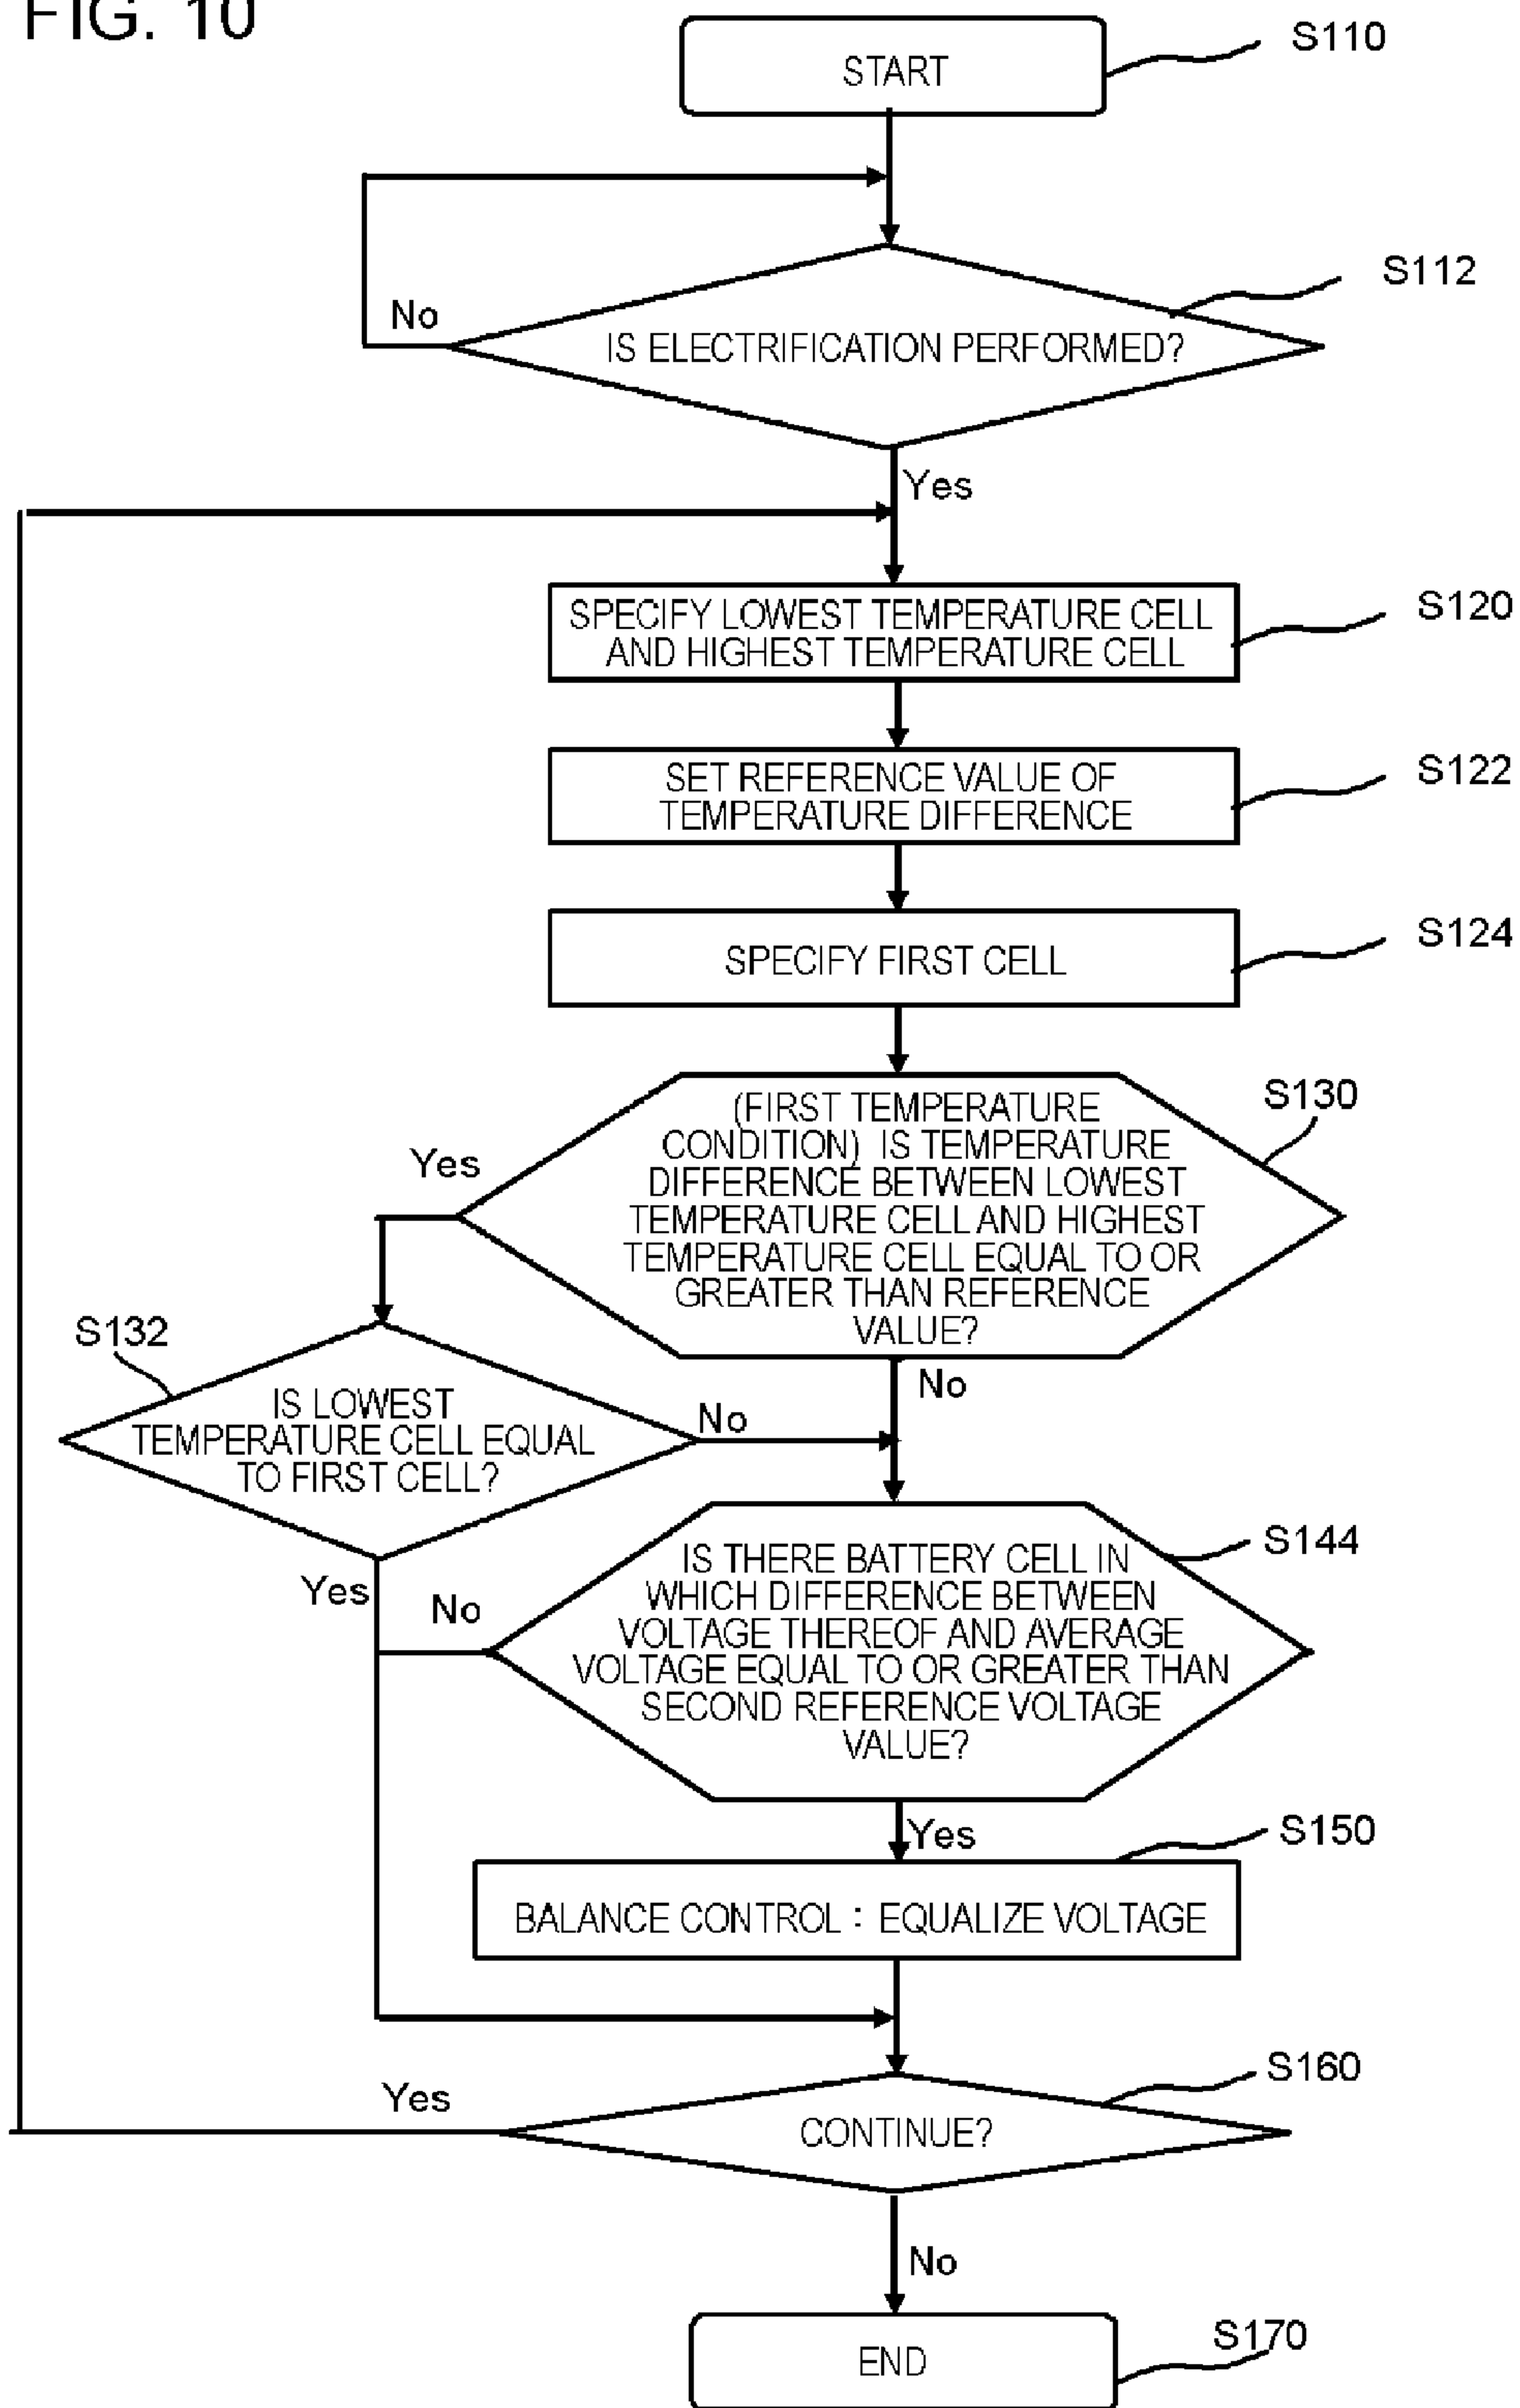 FIG. 10
START
S110
S112
No
IS ELECTRIFICATION PERFORMED?
Yes
SPECIFY LOWEST TEMPERATURE CELL
AND HIGHEST TEMPERATURE CELL
S120
SET REFERENCE VALUE OF
TEMPERATURE DIFFERENCE
S122
SPECIFY FIRST CELL
S124
(FIRST TEMPERATURE
CONDITION) IS TEMPERATURE
DIFFERENCE BETWEEN LOWEST
TEMPERATURE CELL AND HIGHEST
TEMPERATURE CELL EQUAL TO OR
GREATER THAN REFERENCE
VALUE?
S130
Yes
No
S132
IS LOWEST
TEMPERATURE CELL EQUAL
TO FIRST CELL?
No
Yes
IS THERE BATTERY CELL IN
WHICH DIFFERENCE BETWEEN
VOLTAGE THEREOF AND AVERAGE
VOLTAGE EQUAL TO OR GREATER THAN
SECOND REFERENCE VOLTAGE
VALUE?
S144
No
Yes
S150
BALANCE CONTROL : EQUALIZE VOLTAGE
S160
Yes
CONTINUE?
No
END
S170